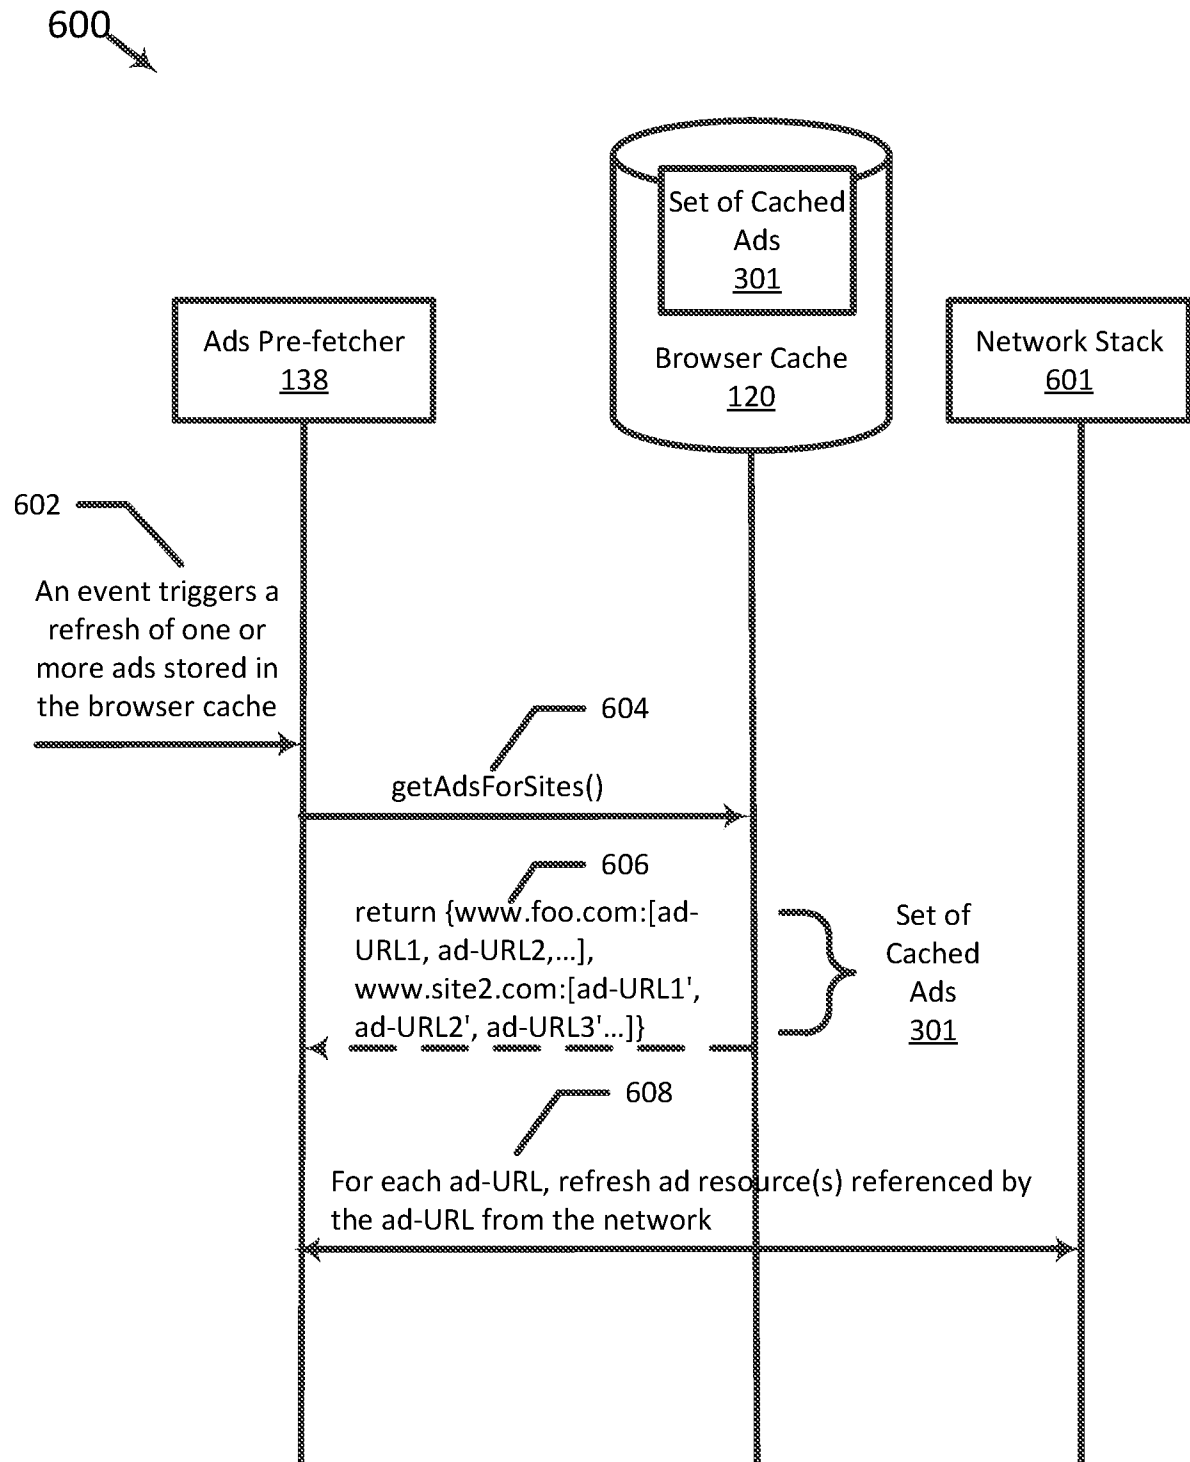 600
Set of Cached
Ads
301
Ads Pre-fetcher
138
Browser Cache
120
Network Stack
601
602
An event triggers a
refresh of one or
more ads stored in
the browser cache
604
getAdsForSites()
606
return {www.foo.com:[ad-
URL1, ad-URL2,...],
www.site2.com:[ad-URL1',
ad-URL2', ad-URL3'...]}
Set of
Cached
Ads
301
608
For each ad-URL, refresh ad resource(s) referenced by
the ad-URL from the network